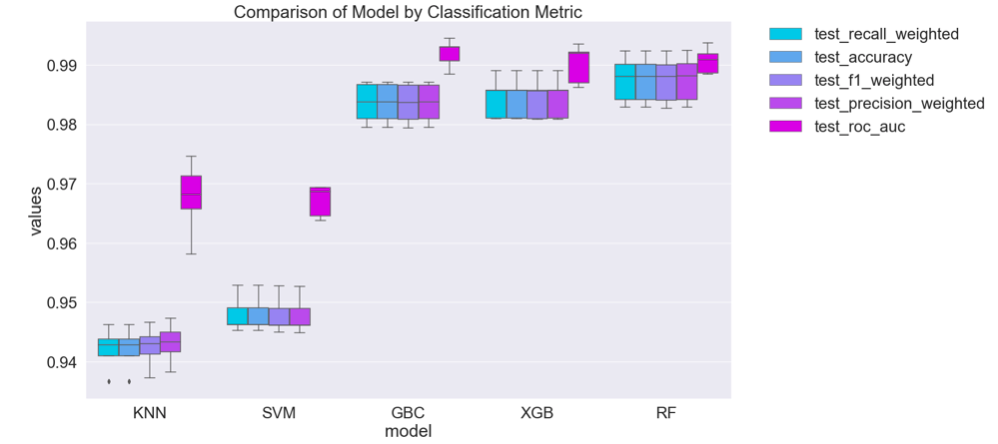 Comparison of Model by Classification Metric
test_recall_weighted
test_accuracy
test_f1_weighted
test_precision_weighted
test_roc_auc
values
0.99
0.98
0.97
0.96
0.95
0.94
KNN SVM GBC XGB RF
model